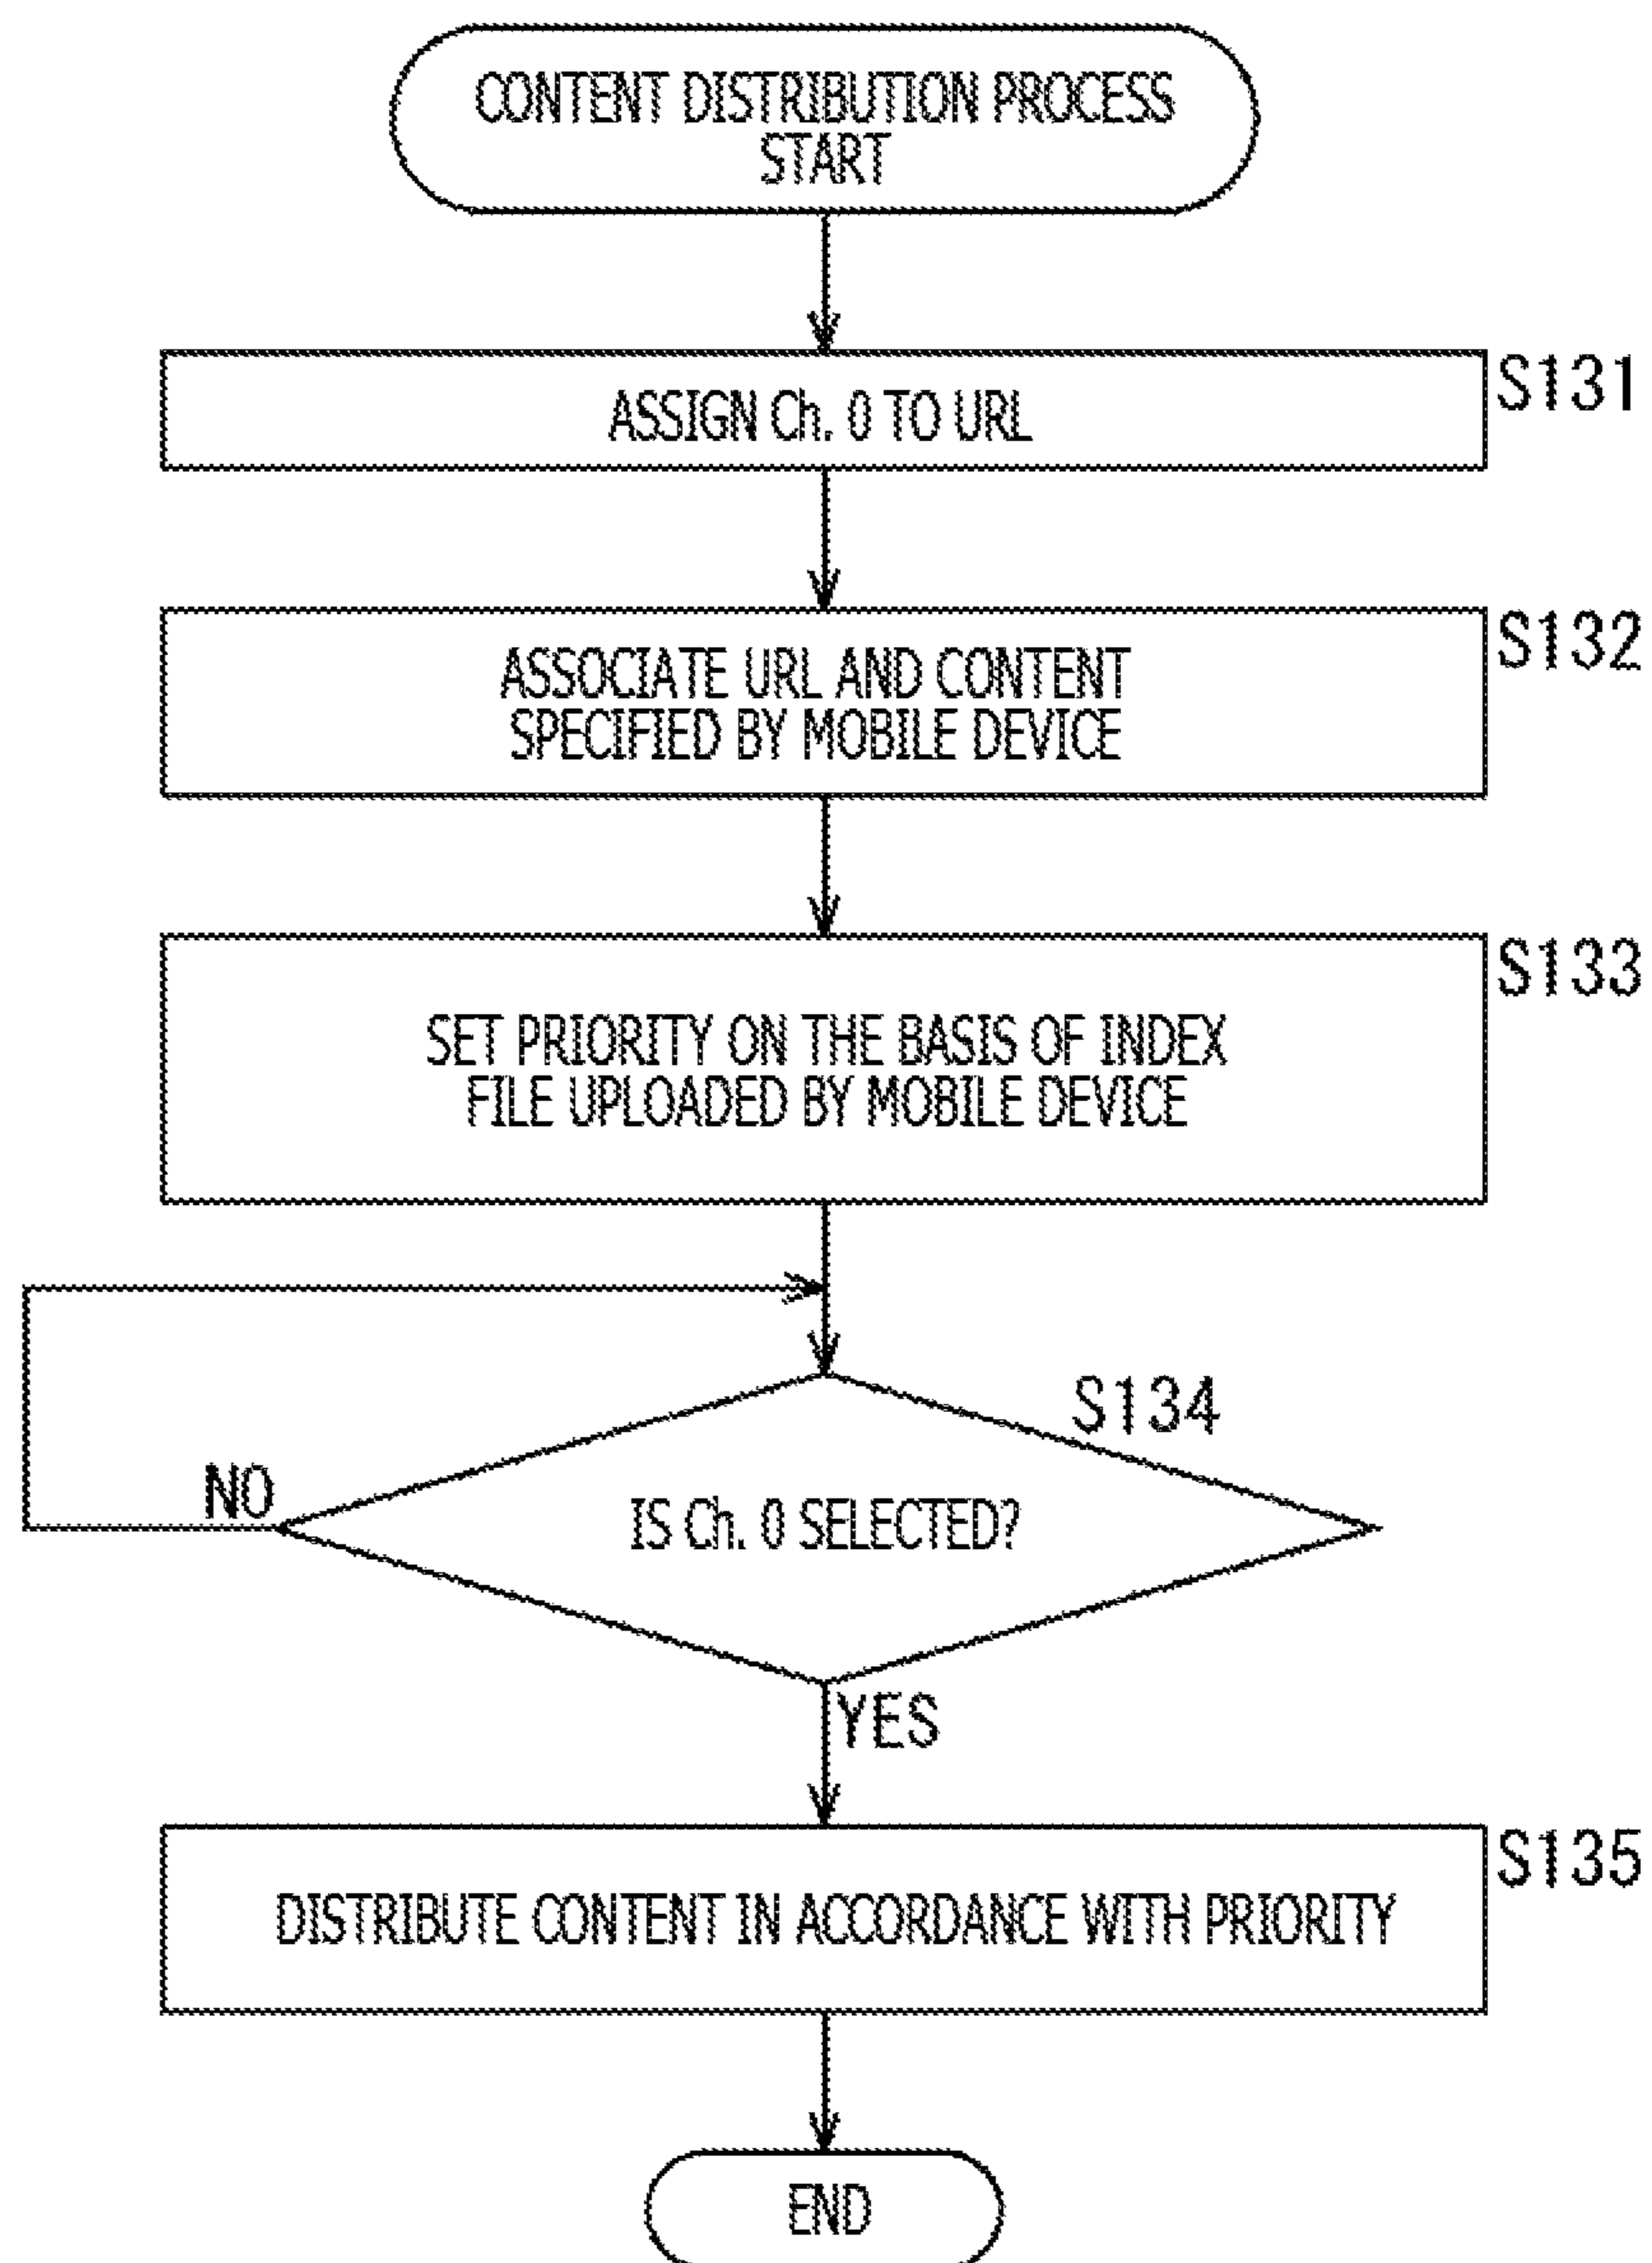 CONTENT DISTRIBUTION PROCESS
START
S131
ASSIGN Ch. 0 TO URL
S132
ASSOCIATE URL AND CONTENT
SPECIFIED BY MOBILE DEVICE
S133
SET PRIORITY ON THE BASIS OF INDEX
FILE UPLOADED BY MOBILE DEVICE
S134
NO
IS Ch. 0 SELECTED?
YES
S135
DISTRIBUTE CONTENT IN ACCORDANCE WITH PRIORITY
END